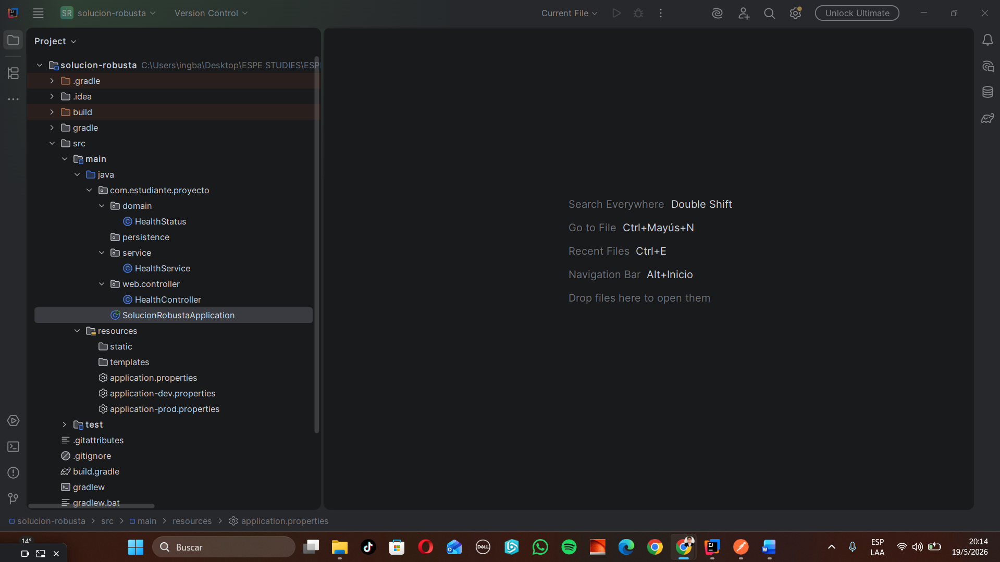 SR solucion-robusta
Version Control
Current File
Unlock Ultimate
Project
solucion-robusta C:\Users\ingba\Desktop\ESPE STUDIES\ESP
.gradle
.idea
build
gradle
src
main
java
com.estudiante.proyecto
domain
HealthStatus
persistence
service
HealthService
web.controller
HealthController
SolucionRobustaApplication
resources
static
templates
application.properties
application-dev.properties
application-prod.properties
test
.gitattributes
.gitignore
build.gradle
gradlew
gradlew.bat
Search Everywhere Double Shift
Go to File Ctrl+Mayús+N
Recent Files Ctrl+E
Navigation Bar Alt+Inicio
Drop files here to open them
solucion-robusta > src > main > resources > application.properties
14°
Buscar
DELL
ESP
LAA
20:14
19/5/2026